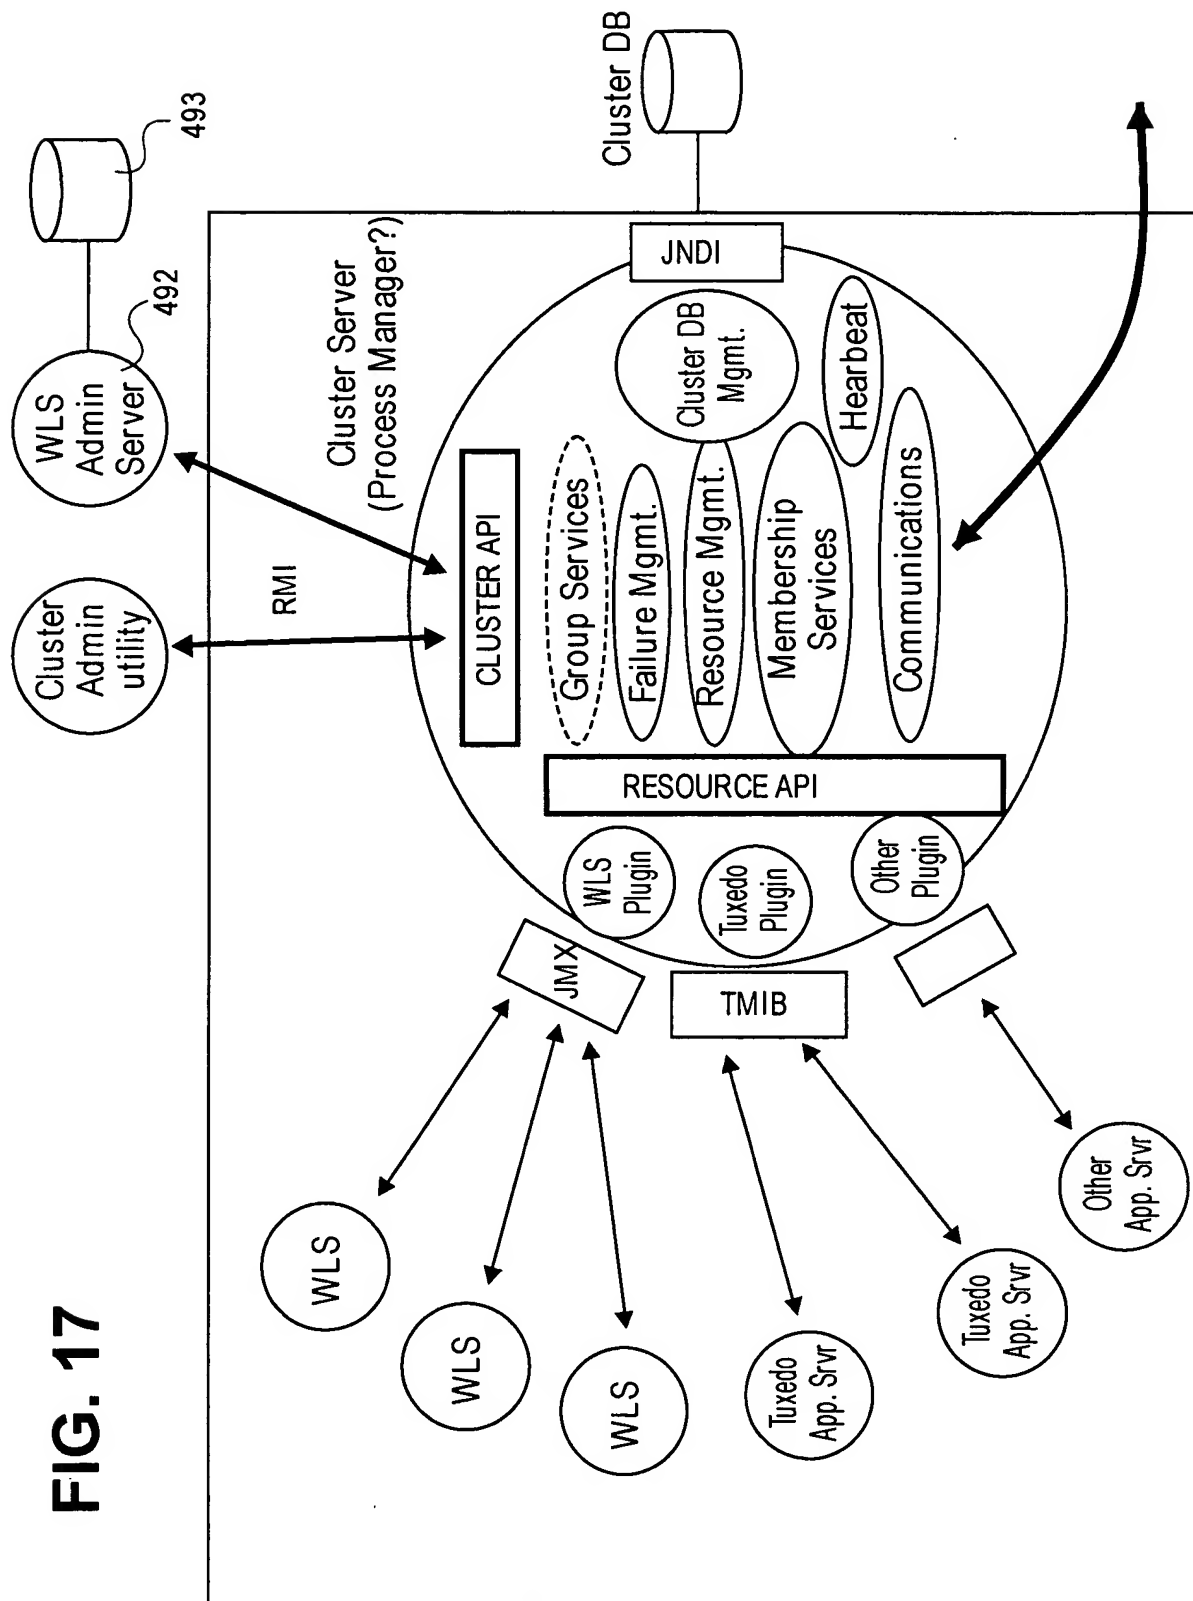 FIG. 17
Cluster
Admin
utility
WLS
Admin
Server
492
493
RMI
Cluster Server
(Process Manager?)
Cluster DB
CLUSTER API
JNDI
Group Services
Failure Mgmt.
Resource Mgmt.
Membership
Services
Communications
Cluster DB
Mgmt.
Hearbeat
RESOURCE API
WLS
Plugin
Tuxedo
Plugin
Other
Plugin
JMX
TMIB
WLS
WLS
WLS
Tuxedo
App. Srvr
Tuxedo
App. Srvr
Other
App. Srvr